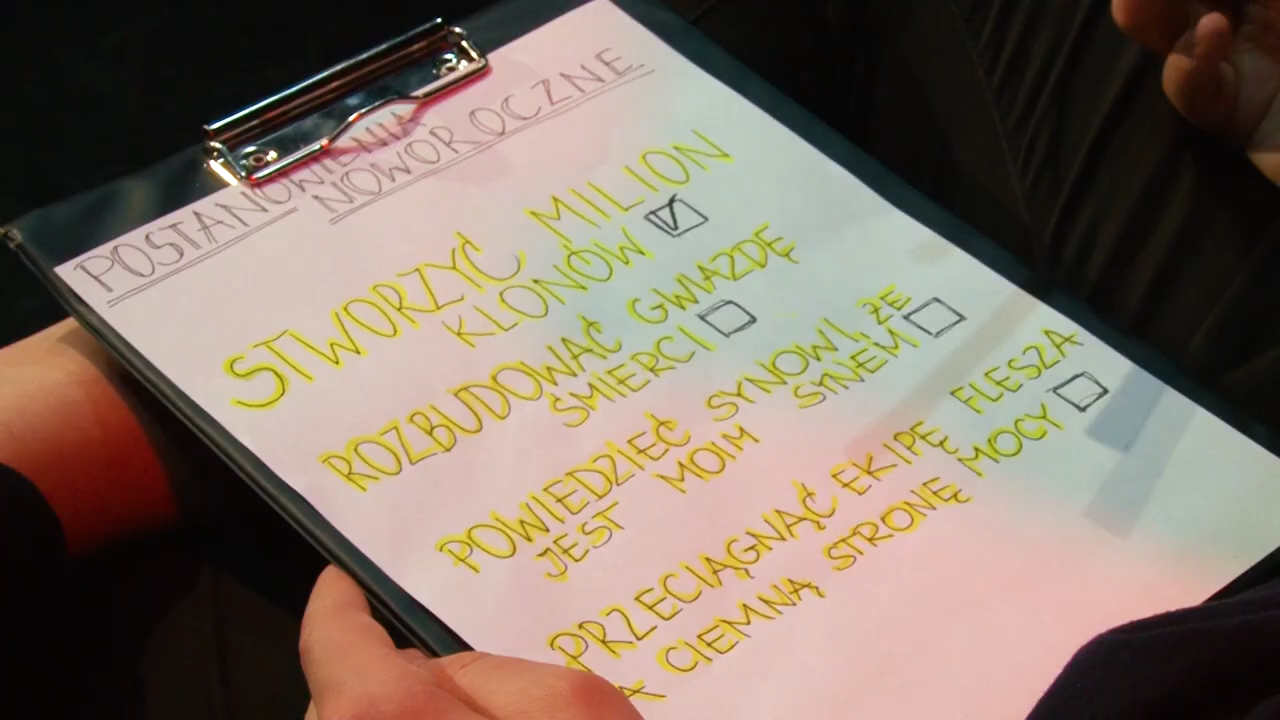 POSTANOWIENIA
NOWOROCZNE
STWORZYĆ MILION
KLONÓW
ROZBUDOWAĆ GWIAZDĘ
ŚMIERCI
POWIEDZIEĆ SYNOWI, ŻE
JEST MOIM SYNEM
PRZECIĄGNĄĆ EKIPĘ FLESZA
CIEMNĄ STRONĘ MOCY